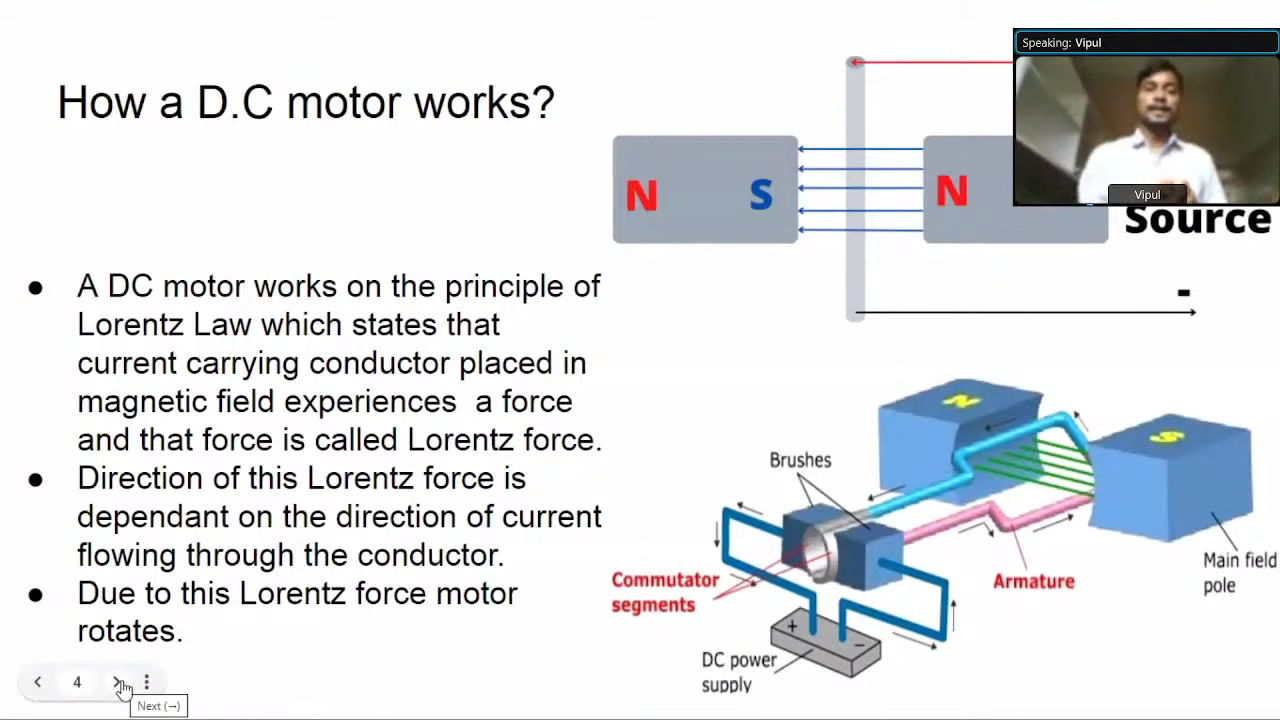 Speaking: Vipul
Vipul
How a D.C motor works?
N
S
N
Source
-
● A DC motor works on the principle of
Lorentz Law which states that
current carrying conductor placed in
magnetic field experiences  a force
and that force is called Lorentz force.
● Direction of this Lorentz force is
dependant on the direction of current
flowing through the conductor.
● Due to this Lorentz force motor
rotates.
N
S
Brushes
Commutator
segments
Armature
Main field
pole
+
-
DC power
supply
4
Next (→)